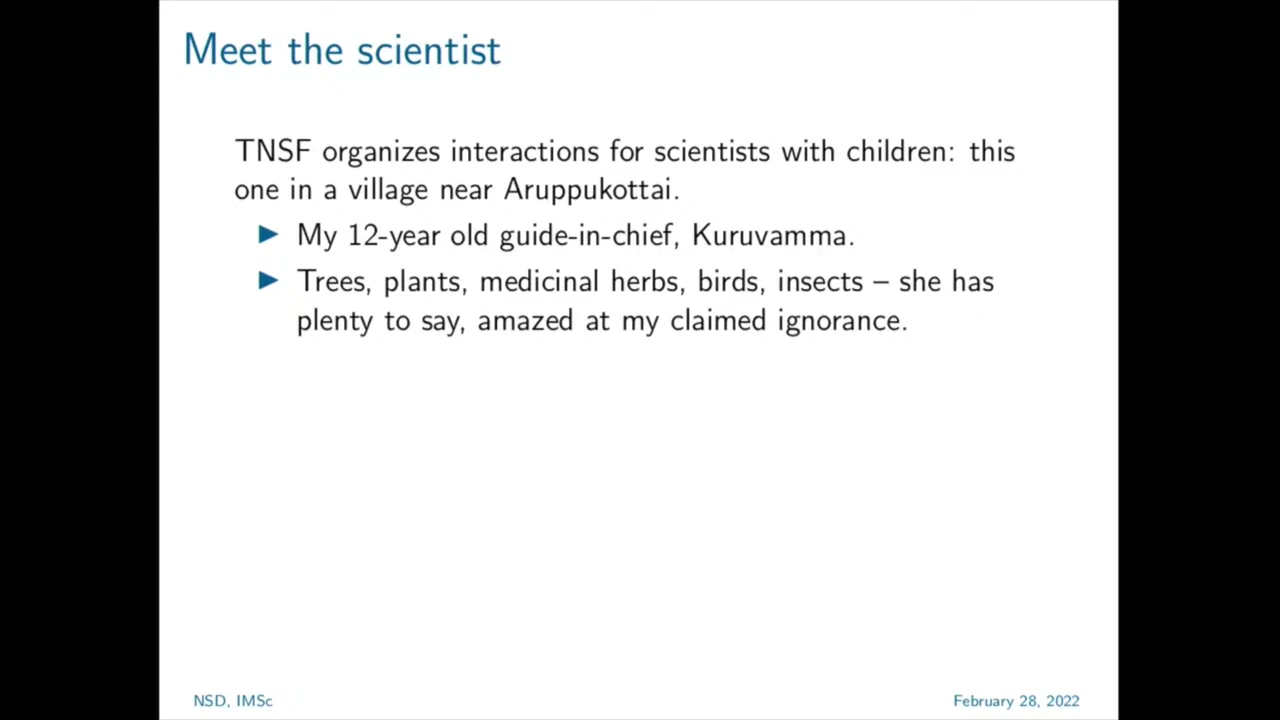 Meet the scientist
TNSF organizes interactions for scientists with children: this
one in a village near Aruppukottai.
▶ My 12-year old guide-in-chief, Kuruvamma.
▶ Trees, plants, medicinal herbs, birds, insects – she has
plenty to say, amazed at my claimed ignorance.
NSD, IMSc
February 28, 2022